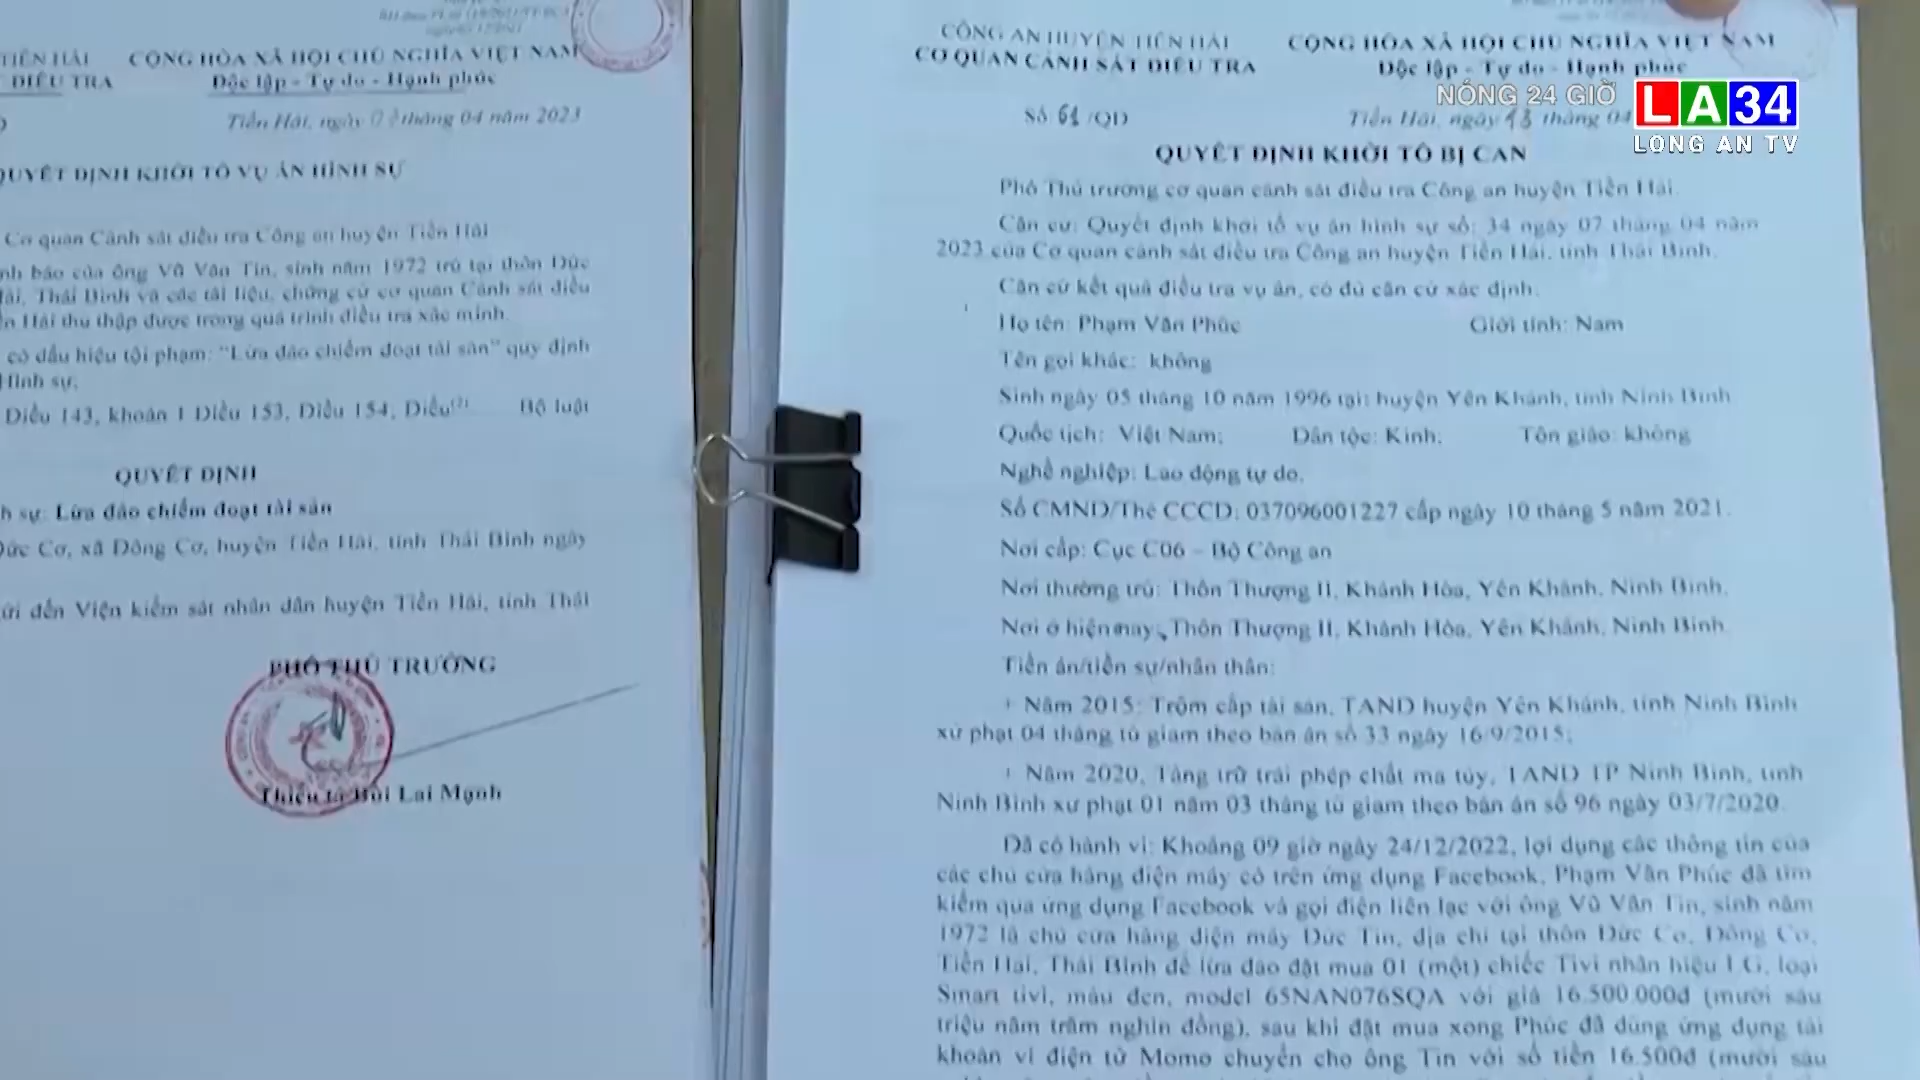 TIỀN HẢI
CỘNG HÒA XÃ HỘI CHỦ NGHĨA VIỆT NAM
ĐIỀU TRA
Độc lập - Tự do - Hạnh phúc
Tiền Hải, ngày tháng 04 năm 2023
QUYẾT ĐỊNH KHỞI TỐ VỤ ÁN HÌNH SỰ
Cơ quan Cảnh sát điều tra Công an huyện Tiền Hải
báo của ông Vũ Văn Tin, sinh năm 1972 trú tại thôn Đức
Thái Bình và các tài liệu, chứng cứ cơ quan Cảnh sát điều
Hải thu thập được trong quá trình điều tra xác minh.
có dấu hiệu tội phạm: “Lừa đảo chiếm đoạt tài sản” quy định
Hình sự;
Điều 143, khoản 1 Điều 153, Điều 154, Điều(2) Bộ luật
QUYẾT ĐỊNH
sự: Lừa đảo chiếm đoạt tài sản
Đức Cơ, xã Đông Cơ, huyện Tiền Hải, tỉnh Thái Bình ngày
đến Viện kiểm sát nhân dân huyện Tiền Hải, tỉnh Thái
PHÓ THỦ TRƯỞNG
Thiếu tá Bùi Lai Mạnh
CÔNG AN HUYỆN TIỀN HẢI
CỘNG HÒA XÃ HỘI CHỦ NGHĨA VIỆT NAM
CƠ QUAN CẢNH SÁT ĐIỀU TRA
Độc lập - Tự do - Hạnh phúc
NÓNG 24 GIỜ
LA34
LONG AN TV
Số 61 /QĐ
Tiền Hải, ngày 13 tháng 04
QUYẾT ĐỊNH KHỞI TỐ BỊ CAN
Phó Thủ trưởng cơ quan cảnh sát điều tra Công an huyện Tiền Hải.
Căn cứ: Quyết định khởi tố vụ án hình sự số: 34 ngày 07 tháng 04 năm
2023 của Cơ quan cảnh sát điều tra Công an huyện Tiền Hải, tỉnh Thái Bình.
Căn cứ kết quả điều tra vụ án, có đủ căn cứ xác định:
Họ tên: Phạm Văn Phúc Giới tính: Nam
Tên gọi khác: không
Sinh ngày 05 tháng 10 năm 1996 tại: huyện Yên Khánh, tỉnh Ninh Bình
Quốc tịch: Việt Nam; Dân tộc: Kinh; Tôn giáo: không
Nghề nghiệp: Lao động tự do.
Số CMND/Thẻ CCCD: 037096001227 cấp ngày 10 tháng 5 năm 2021.
Nơi cấp: Cục C06 – Bộ Công an
Nơi thường trú: Thôn Thượng II, Khánh Hòa, Yên Khánh, Ninh Bình.
Nơi ở hiện nay: Thôn Thượng II, Khánh Hòa, Yên Khánh, Ninh Bình
Tiền án/tiền sự/nhân thân:
+ Năm 2015: Trộm cắp tài sản, TAND huyện Yên Khánh, tỉnh Ninh Bình
xử phạt 04 tháng tù giam theo bản án số 33 ngày 16/9/2015;
+ Năm 2020, Tàng trữ trái phép chất ma túy, TAND TP Ninh Bình, tỉnh
Ninh Bình xử phạt 01 năm 03 tháng tù giam theo bản án số 96 ngày 03/7/2020.
Đã có hành vi: Khoảng 09 giờ ngày 24/12/2022, lợi dụng các thông tin của
các chủ cửa hàng điện máy có trên ứng dụng Facebook, Phạm Văn Phúc đã tìm
kiếm qua ứng dụng Facebook và gọi điện liên lạc với ông Vũ Văn Tin, sinh năm
1972 là chủ cửa hàng điện máy Đức Tin, địa chỉ tại thôn Đức Cơ, Đông Cơ,
Tiền Hải, Thái Bình để lừa đảo đặt mua 01 (một) chiếc Tivi nhãn hiệu LG, loại
Smart tivi, màu đen, model 65NAN076SQA với giá 16.500.000đ (mười sáu
triệu năm trăm nghìn đồng), sau khi đặt mua xong Phúc đã dùng ứng dụng tài
khoản ví điện tử Momo chuyển cho ông Tin với số tiền 16.500đ (mười sáu